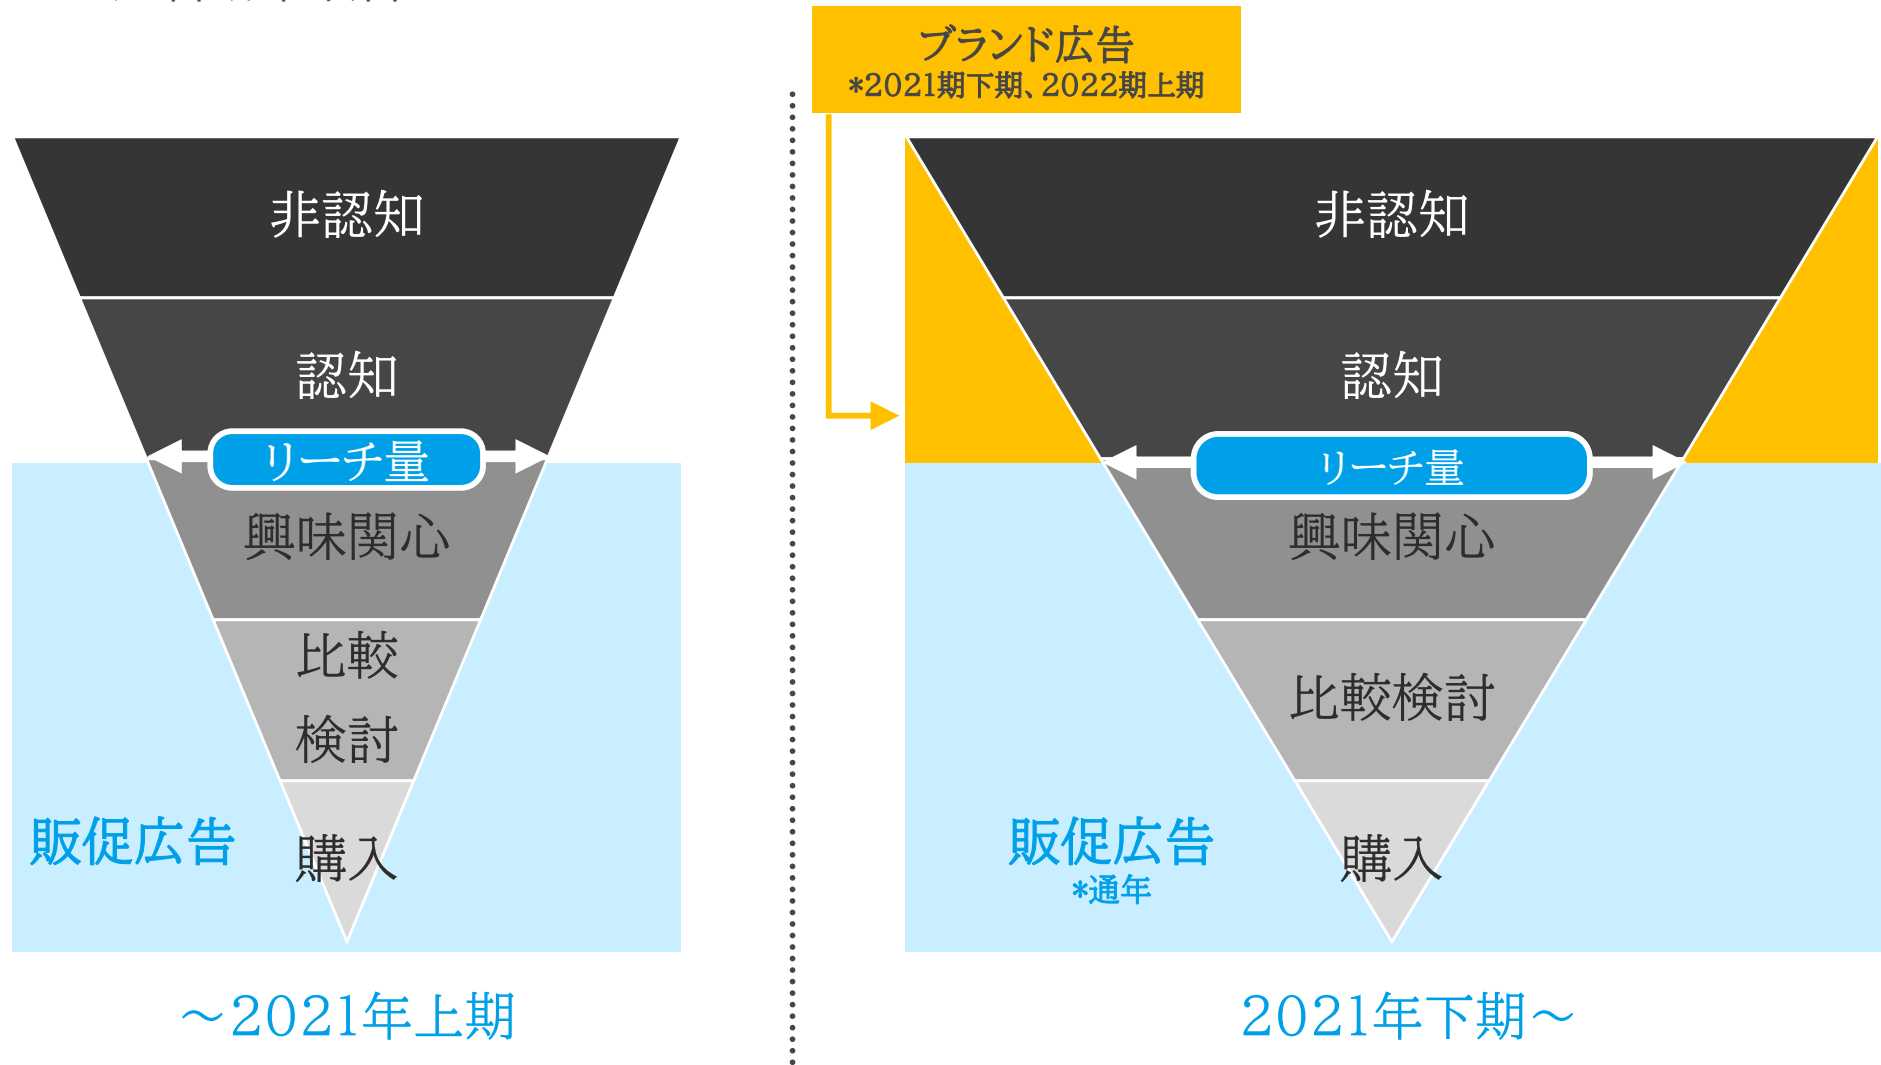 ブランド広告
*2021期下期、2022期上期
非認知
認知
リーチ量
興味関心
比較
検討
購入
販促広告
～2021年上期
非認知
認知
リーチ量
興味関心
比較検討
購入
販促広告
*通年
2021年下期～